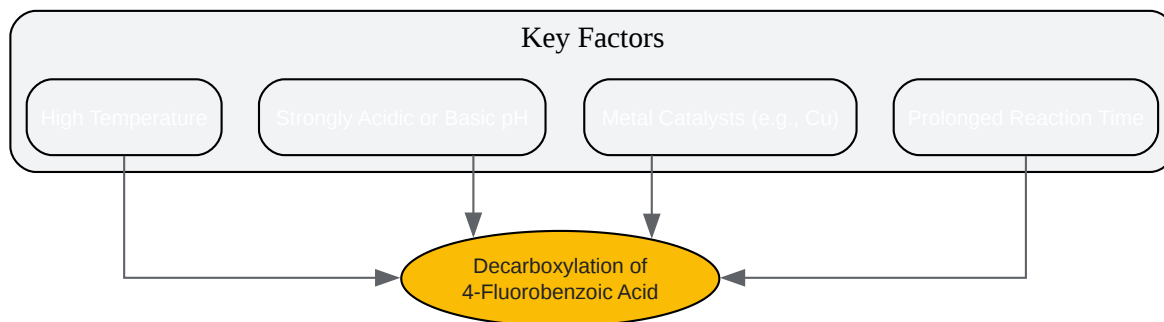 Key Factors
High Temperature
Strongly Acidic or Basic pH
Metal Catalysts (e.g., Cu)
Prolonged Reaction Time
Decarboxylation of
4-Fluorobenzoic Acid